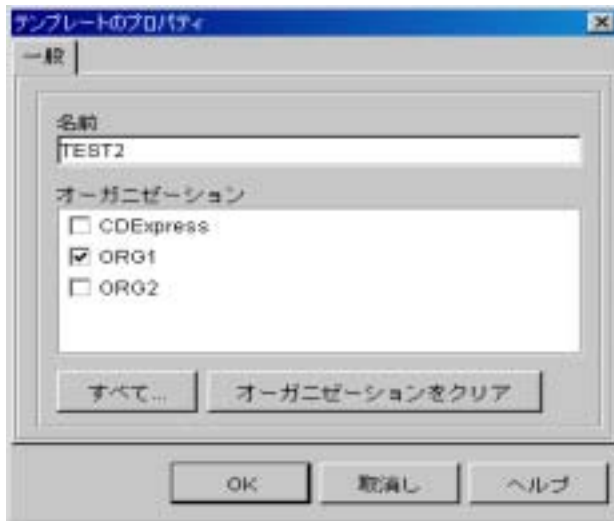 テンプレートのプロパティ
一般
名前
TEST2
オーガニゼーション
CDExpress
ORG1
ORG2
すべて... オーガニゼーションをクリア
OK 取消し ヘルプ